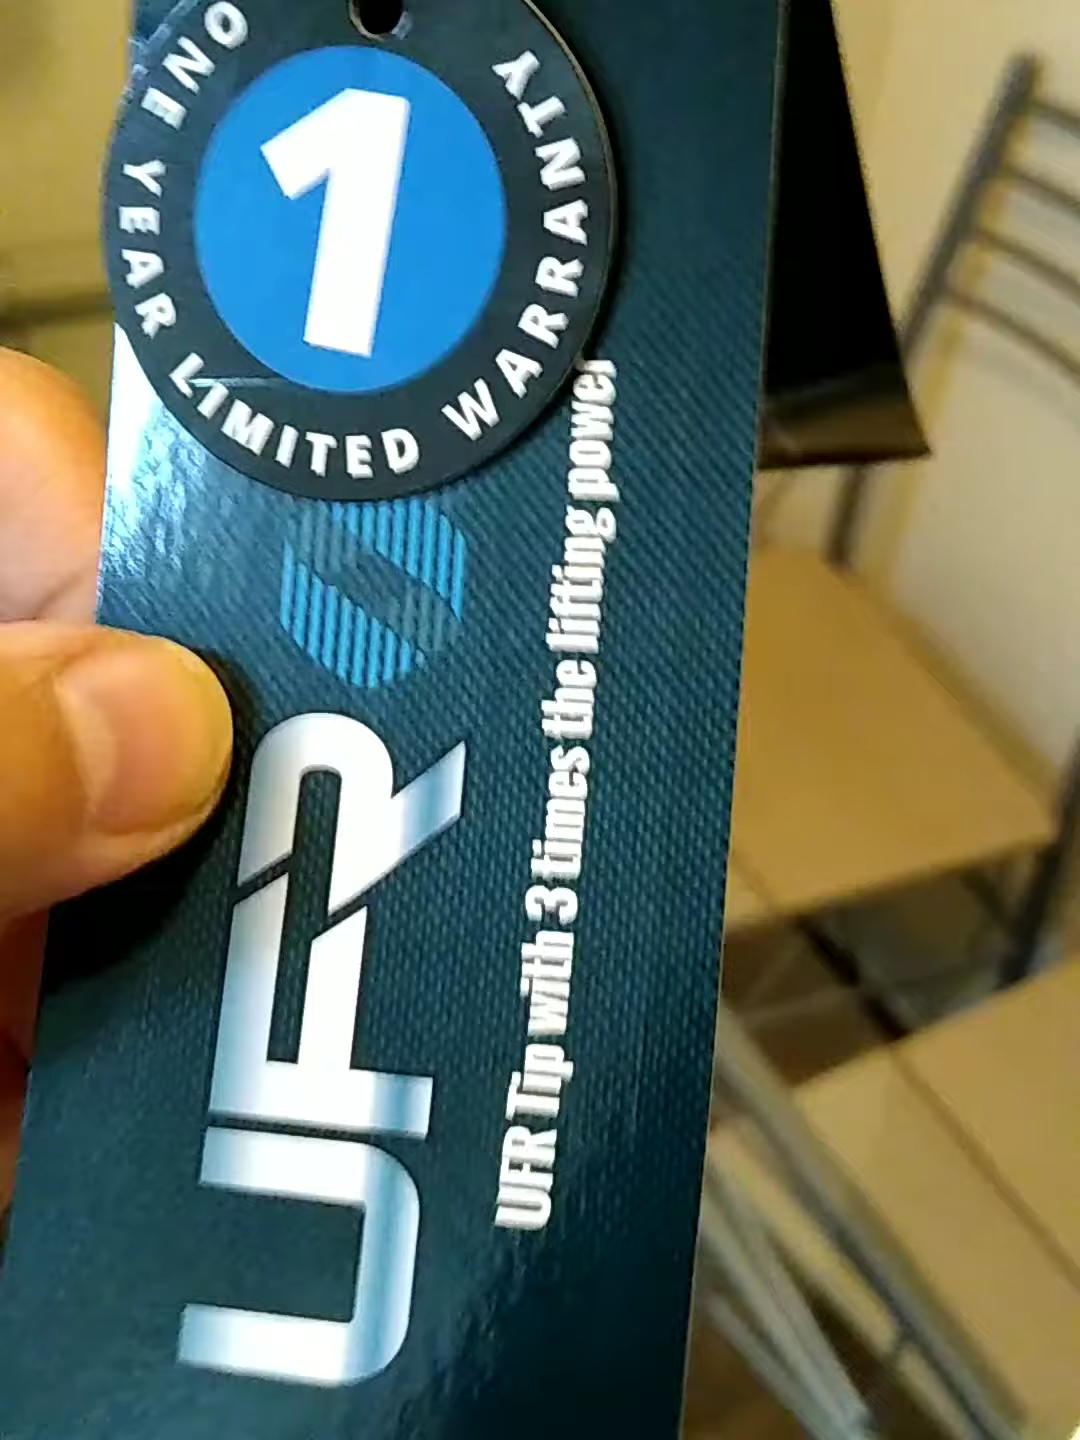 ONE YEAR LIMITED WARRANTY
1
UFR
UFR Tip with 3 times the lifting power